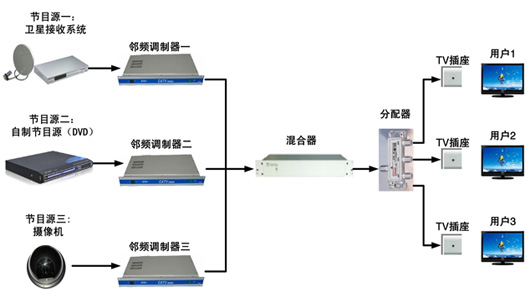 节目源一：
卫星接收系统
邻频调制器一
节目源二：
自制节目源（DVD）
邻频调制器二
节目源三：
摄像机
邻频调制器三
混合器
分配器
TV插座
用户1
TV插座
用户2
TV插座
用户3